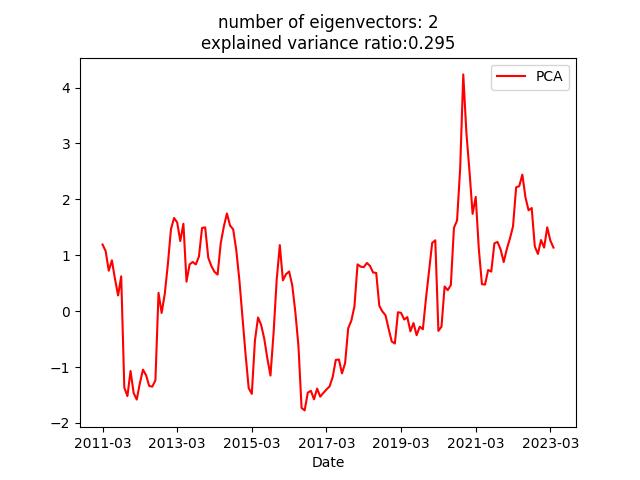 number of eigenvectors: 2
explained variance ratio:0.295
PCA
4
3
2
1
0
−1
−2
2011-03 2013-03 2015-03 2017-03 2019-03 2021-03 2023-03
Date